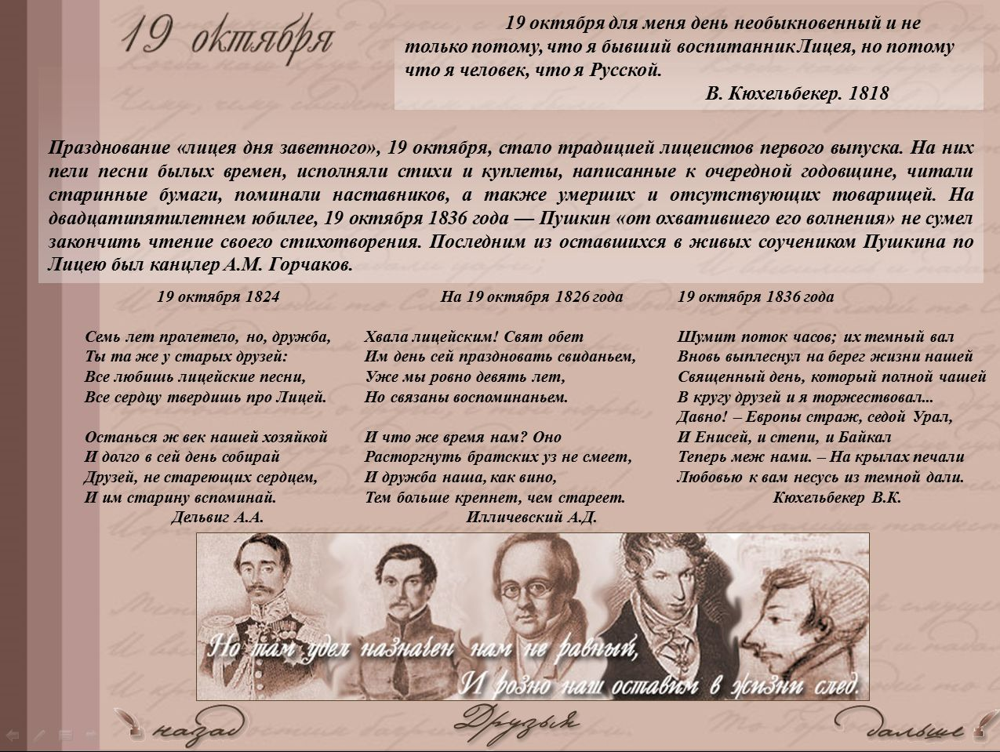 19 октября
19 октября для меня день необыкновенный и не
только потому, что я бывший воспитанник Лицея, но потому
что я человек, что я Русской.
В. Кюхельбекер. 1818
Празднование «лицея дня заветного», 19 октября, стало традицией лицеистов первого выпуска. На них
пели песни былых времен, исполняли стихи и куплеты, написанные к очередной годовщине, читали
старинные бумаги, поминали наставников, а также умерших и отсутствующих товарищей. На
двадцатипятилетнем юбилее, 19 октября 1836 года — Пушкин «от охватившего его волнения» не сумел
закончить чтение своего стихотворения. Последним из оставшихся в живых соучеником Пушкина по
Лицею был канцлер А.М. Горчаков.
19 октября 1824
Семь лет пролетело, но, дружба,
Ты та же у старых друзей:
Все любишь лицейские песни,
Все сердцу твердишь про Лицей.
Останься ж век нашей хозяйкой
И долго в сей день собирай
Друзей, не стареющих сердцем,
И им старину вспоминай.
Дельвиг А.А.
На 19 октября 1826 года
Хвала лицейским! Свят обет
Им день сей праздновать свиданьем,
Уже мы ровно девять лет,
Но связаны воспоминаньем.
И что же время нам? Оно
Расторгнуть братских уз не смеет,
И дружба наша, как вино,
Тем больше крепнет, чем стареет.
Илличевский А.Д.
19 октября 1836 года
Шумит поток часов; их темный вал
Вновь выплеснул на берег жизни нашей
Священный день, который полной чашей
В кругу друзей и я торжествовал...
Давно! – Европы страж, седой Урал,
И Енисей, и степи, и Байкал
Теперь меж нами. – На крылах печали
Любовью к вам несусь из темной дали.
Кюхельбекер В.К.
Но там удел назначен нам не равный,
И розно наш оставим в жизни след.
назад
Друзья
дальше